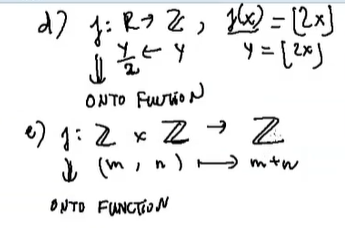 d) f: R → ℤ, f(x) = ⌊2x⌋
⇓ y/2 ← y y = ⌊2x⌋
ONTO FUNCTION
e) f: ℤ × ℤ → ℤ
⇓ (m, n) ⟼ m+n
ONTO FUNCTION